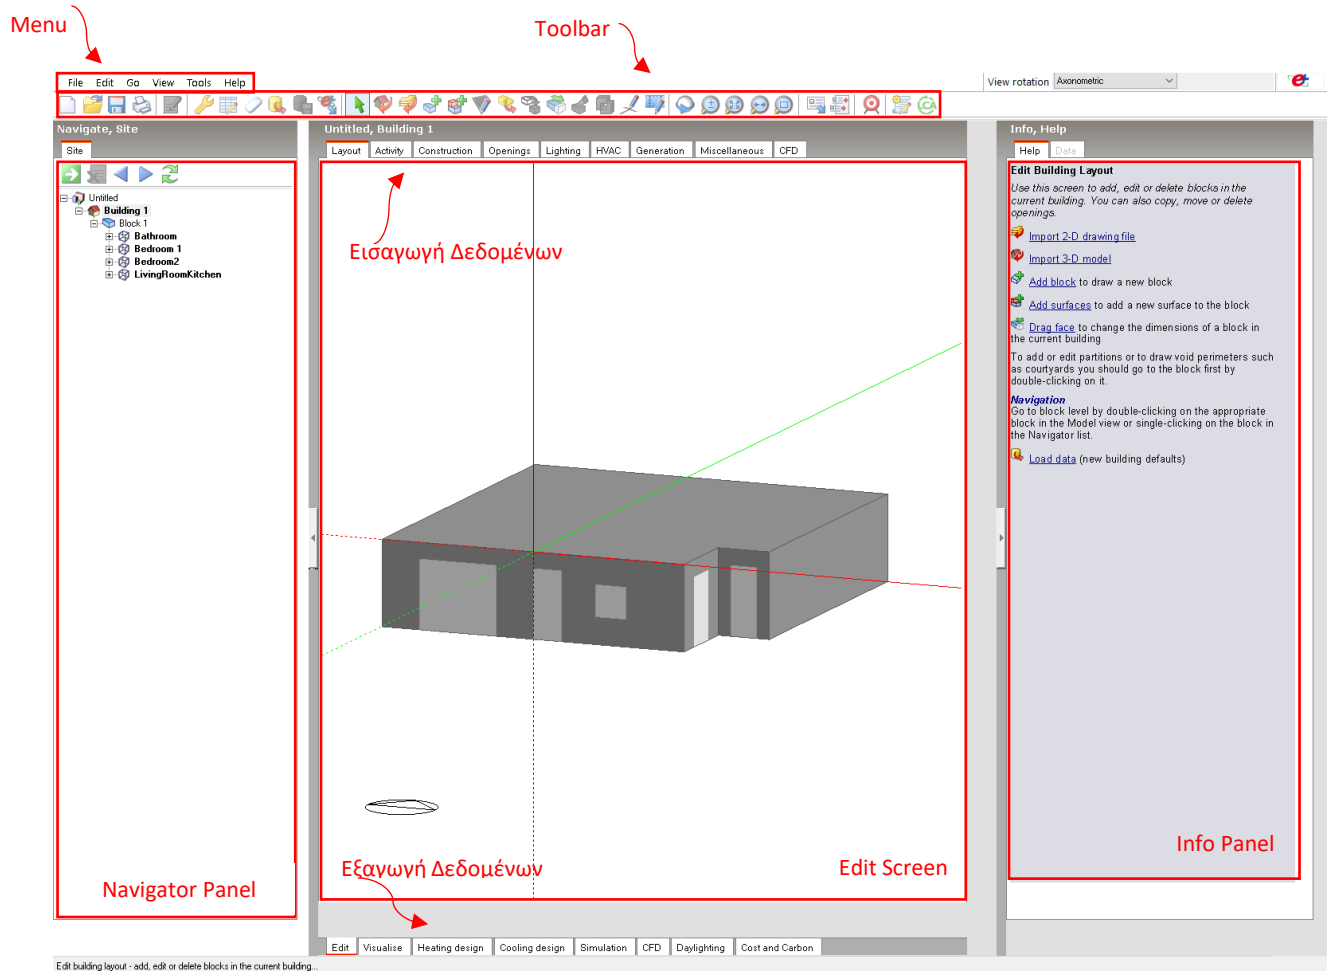 Menu
Toolbar
File Edit Go View Tools Help
View rotation Axonometric
Navigate, Site
Untitled, Building 1
Info, Help
Site
Layout Activity Construction Openings Lighting HVAC Generation Miscellaneous CFD
Help Data
Untitled
Building 1
Block 1
Bathroom
Bedroom 1
Bedroom2
LivingRoomKitchen
Εισαγωγή Δεδομένων
Edit Building Layout
Use this screen to add, edit or delete blocks in the
current building. You can also copy, move or delete
openings.
Import 2-D drawing file
Import 3-D model
Add block to draw a new block
Add surfaces to add a new surface to the block
Drag face to change the dimensions of a block in
the current building
To add or edit partitions or to draw void perimeters such
as courtyards you should go to the block first by
double-clicking on it.
Navigation
Go to block level by double-clicking on the appropriate
block in the Model view or single-clicking on the block in
the Navigator list.
Load data (new building defaults)
Εξαγωγή Δεδομένων
Edit Screen
Info Panel
Navigator Panel
Edit Visualise Heating design Cooling design Simulation CFD Daylighting Cost and Carbon
Edit building layout - add, edit or delete blocks in the current building...